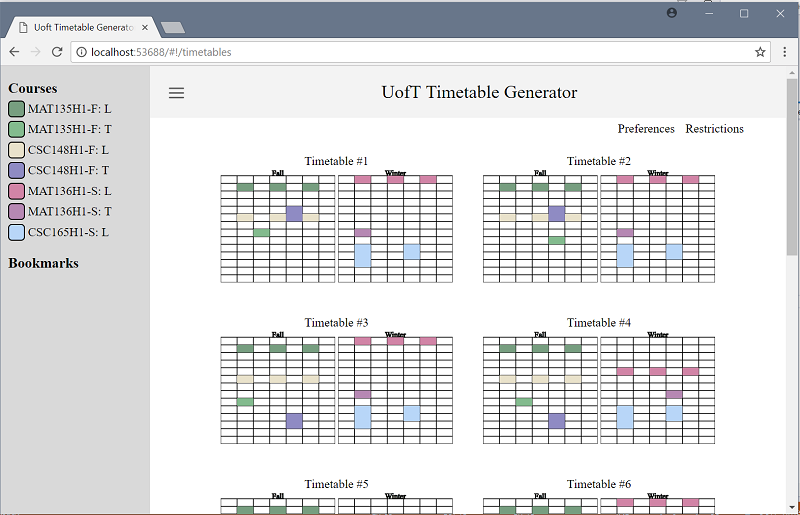 Uoft Timetable Generator
localhost:53688/#!/timetables
Courses
MAT135H1-F: L
MAT135H1-F: T
CSC148H1-F: L
CSC148H1-F: T
MAT136H1-S: L
MAT136H1-S: T
CSC165H1-S: L
Bookmarks
UofT Timetable Generator
Preferences Restrictions
Timetable #1
Fall Winter
Timetable #2
Fall Winter
Timetable #3
Fall Winter
Timetable #4
Fall Winter
Timetable #5
Fall Winter
Timetable #6
Fall Winter